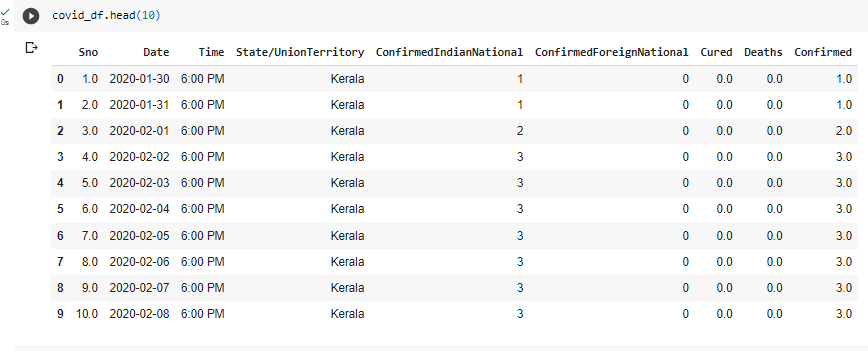 covid_df.head(10)
0s
Sno Date Time State/UnionTerritory ConfirmedIndianNational ConfirmedForeignNational Cured Deaths Confirmed
0 1.0 2020-01-30 6:00 PM Kerala 1 0 0.0 0.0 1.0
1 2.0 2020-01-31 6:00 PM Kerala 1 0 0.0 0.0 1.0
2 3.0 2020-02-01 6:00 PM Kerala 2 0 0.0 0.0 2.0
3 4.0 2020-02-02 6:00 PM Kerala 3 0 0.0 0.0 3.0
4 5.0 2020-02-03 6:00 PM Kerala 3 0 0.0 0.0 3.0
5 6.0 2020-02-04 6:00 PM Kerala 3 0 0.0 0.0 3.0
6 7.0 2020-02-05 6:00 PM Kerala 3 0 0.0 0.0 3.0
7 8.0 2020-02-06 6:00 PM Kerala 3 0 0.0 0.0 3.0
8 9.0 2020-02-07 6:00 PM Kerala 3 0 0.0 0.0 3.0
9 10.0 2020-02-08 6:00 PM Kerala 3 0 0.0 0.0 3.0